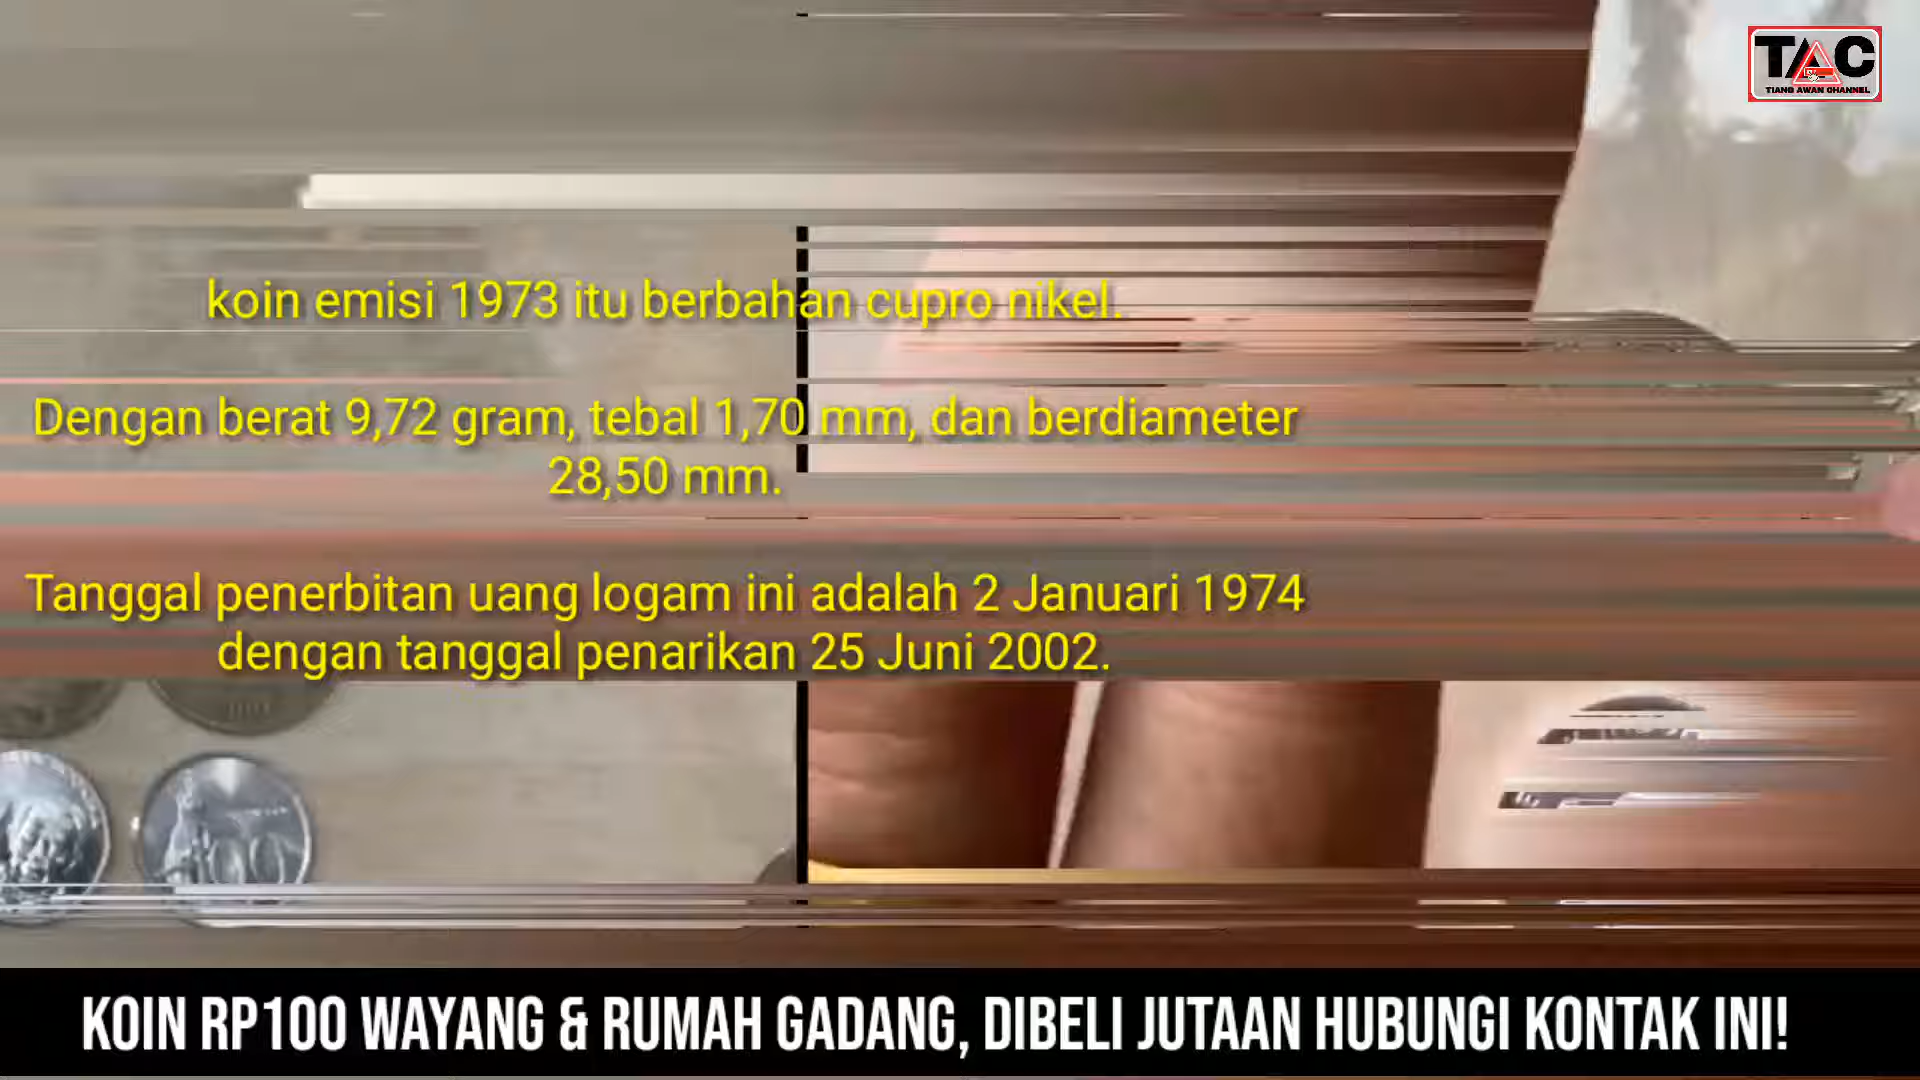 TAC
TIANG AWAN CHANNEL
koin emisi 1973 itu berbahan cupro nikel.
Dengan berat 9,72 gram, tebal 1,70 mm, dan berdiameter
28,50 mm.
Tanggal penerbitan uang logam ini adalah 2 Januari 1974
dengan tanggal penarikan 25 Juni 2002.
100
KOIN RP100 WAYANG & RUMAH GADANG, DIBELI JUTAAN HUBUNGI KONTAK INI!